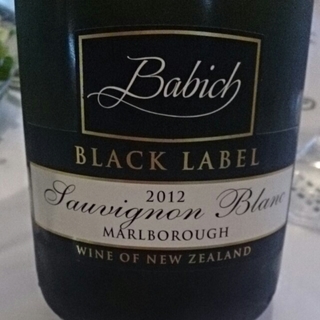 Babich
BLACK LABEL
2012
Sauvignon Blanc
MARLBOROUGH
WINE OF NEW ZEALAND